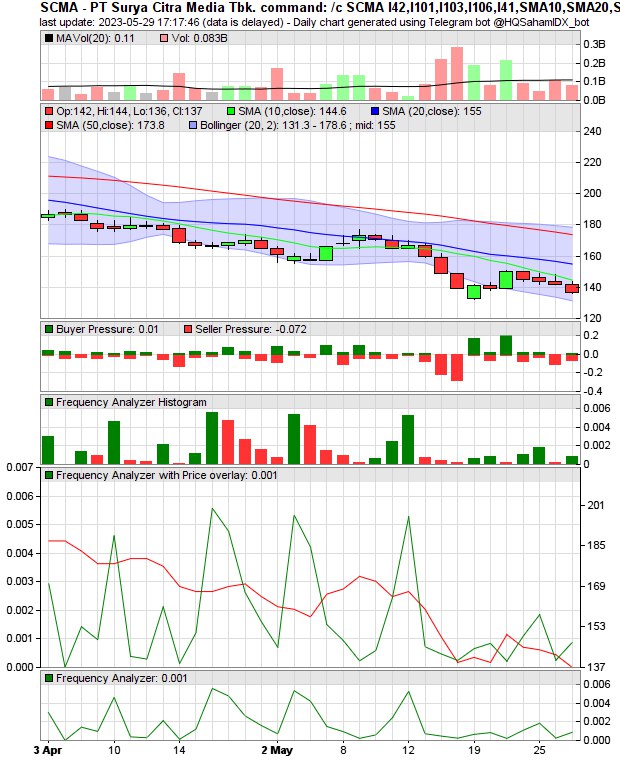 SCMA - PT Surya Citra Media Tbk. command: /c SCMA I42,I101,I103,I106,I41,SMA10,SMA20,S
last update: 2023-05-29 17:17:46 (data is delayed) - Daily chart generated using Telegram bot @HQSahamIDX_bot
MAVol(20): 0.11 Vol: 0.083B
0.3B
0.2B
0.1B
0.0B
Op:142, Hi:144, Lo:136, Cl:137 SMA (10,close): 144.6 SMA (20,close): 155
SMA (50,close): 173.8 Bollinger (20, 2): 131.3 - 178.6; mid: 155
240
220
200
180
160
140
120
Buyer Pressure: 0.01 Seller Pressure: -0.072
0.2
0.0
-0.2
-0.4
Frequency Analyzer Histogram
0.006
0.004
0.002
0
Frequency Analyzer with Price overlay: 0.001
0.007
0.006
0.005
0.004
0.003
0.002
0.001
0.000
201
185
169
153
137
Frequency Analyzer: 0.001
0.006
0.004
0.002
0.000
3 Apr 10 14 2 May 8 12 19 25